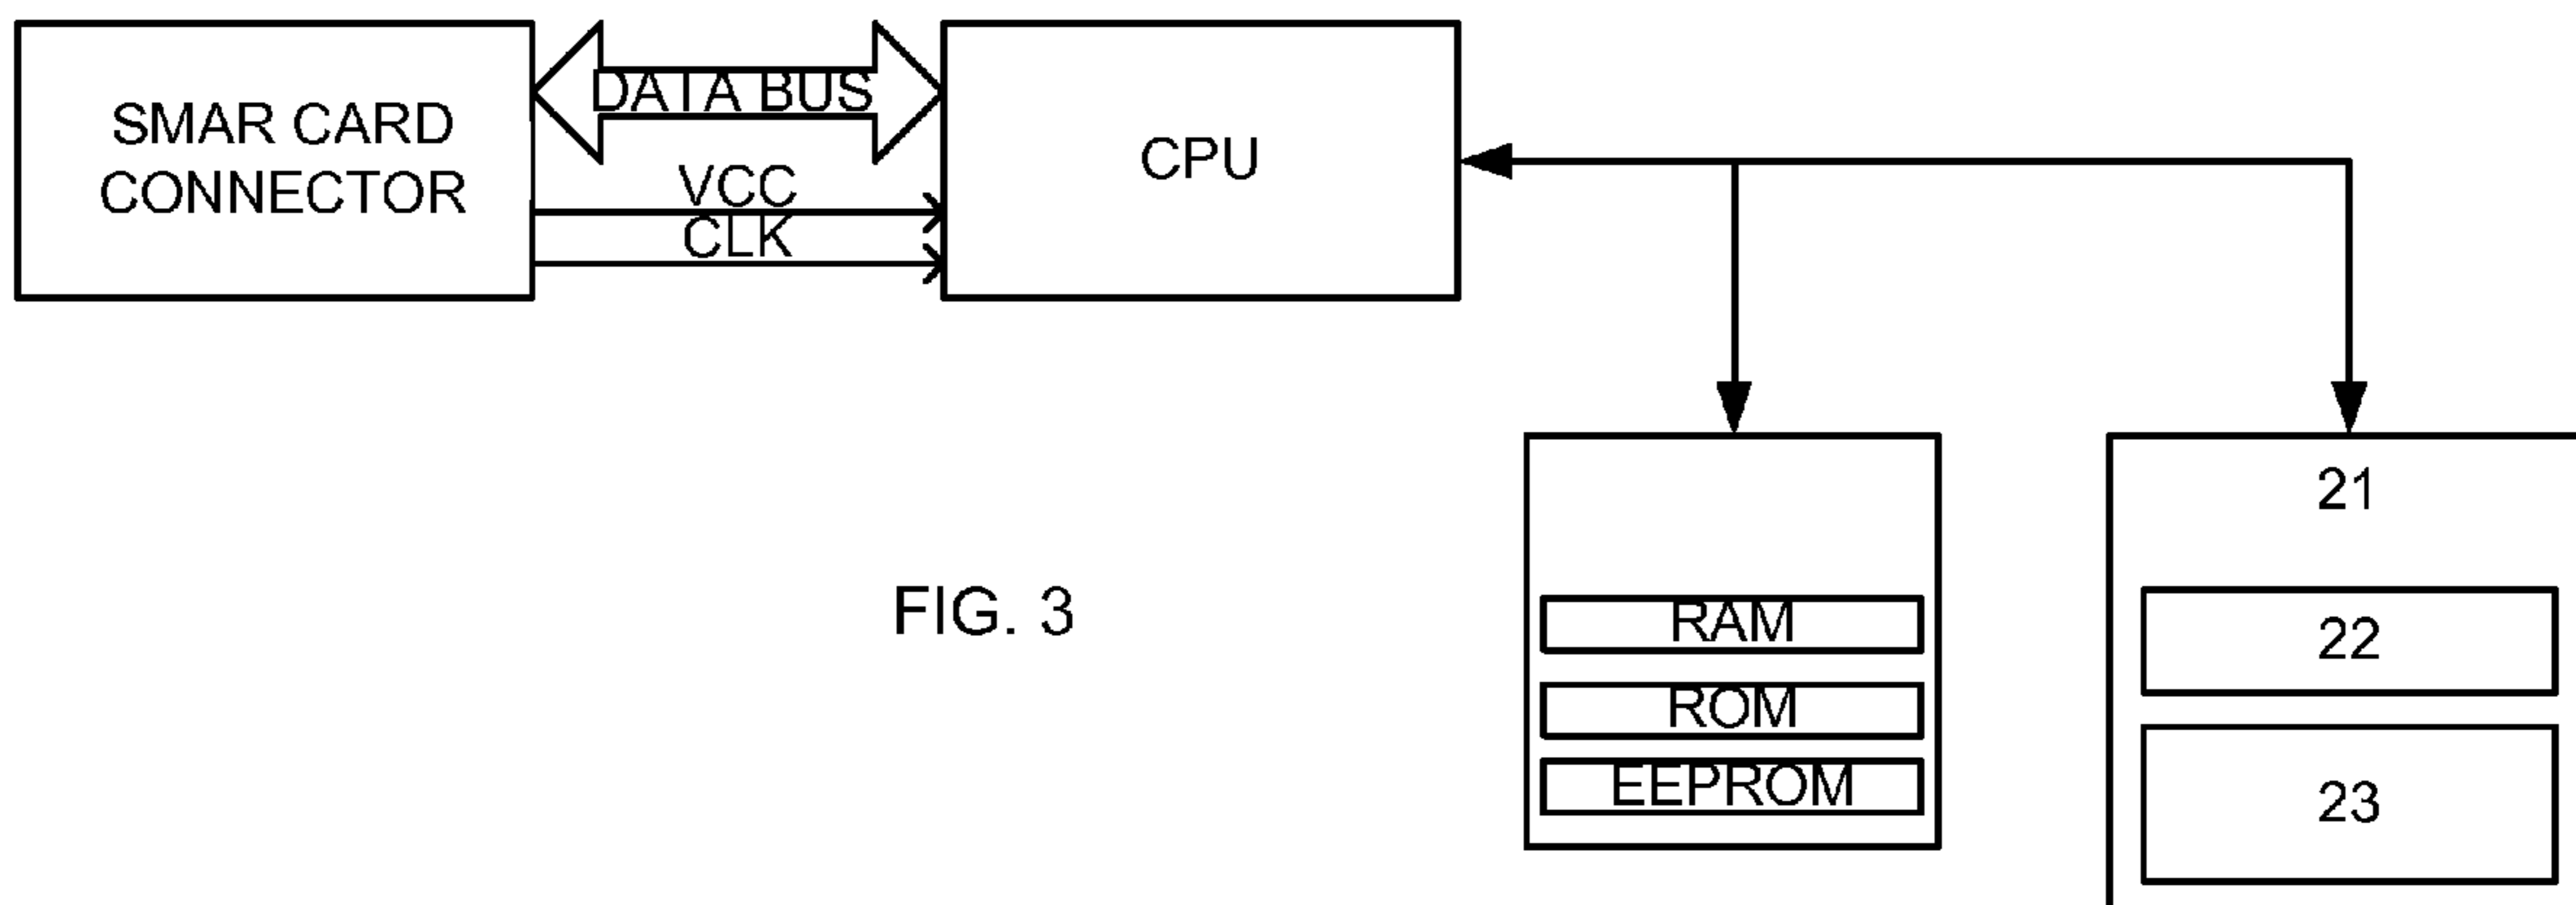 SMAR CARD
CONNECTOR
DATA BUS
VCC
CLK
CPU
FIG. 3
RAM
ROM
EEPROM
21
22
23